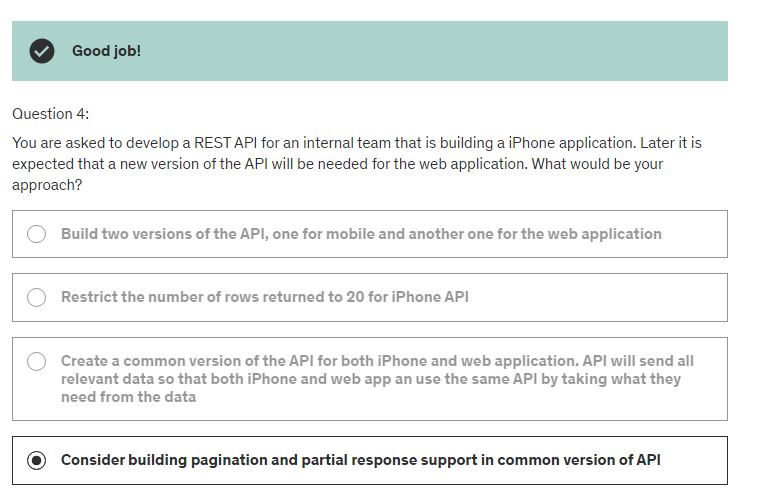 Good job!
Question 4:
You are asked to develop a REST API for an internal team that is building a iPhone application. Later it is
expected that a new version of the API will be needed for the web application. What would be your
approach?
Build two versions of the API, one for mobile and another one for the web application
Restrict the number of rows returned to 20 for iPhone API
Create a common version of the API for both iPhone and web application. API will send all
relevant data so that both iPhone and web app an use the same API by taking what they
need from the data
Consider building pagination and partial response support in common version of API